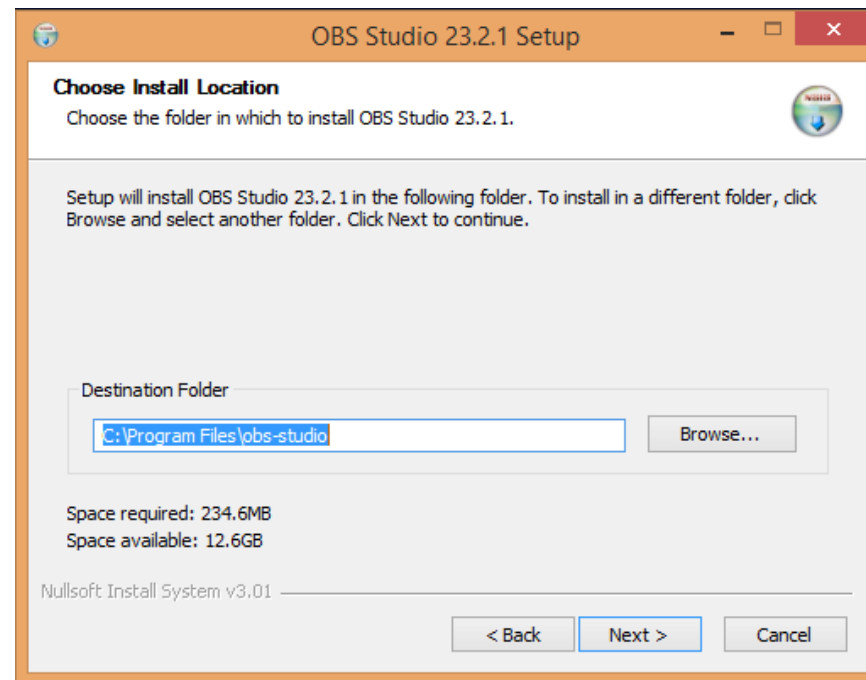 OBS Studio 23.2.1 Setup
Choose Install Location
Choose the folder in which to install OBS Studio 23.2.1.
Setup will install OBS Studio 23.2.1 in the following folder. To install in a different folder, click
Browse and select another folder. Click Next to continue.
Destination Folder
C:\Program Files\obs-studio
Browse...
Space required: 234.6MB
Space available: 12.6GB
Nullsoft Install System v3.01
< Back
Next >
Cancel